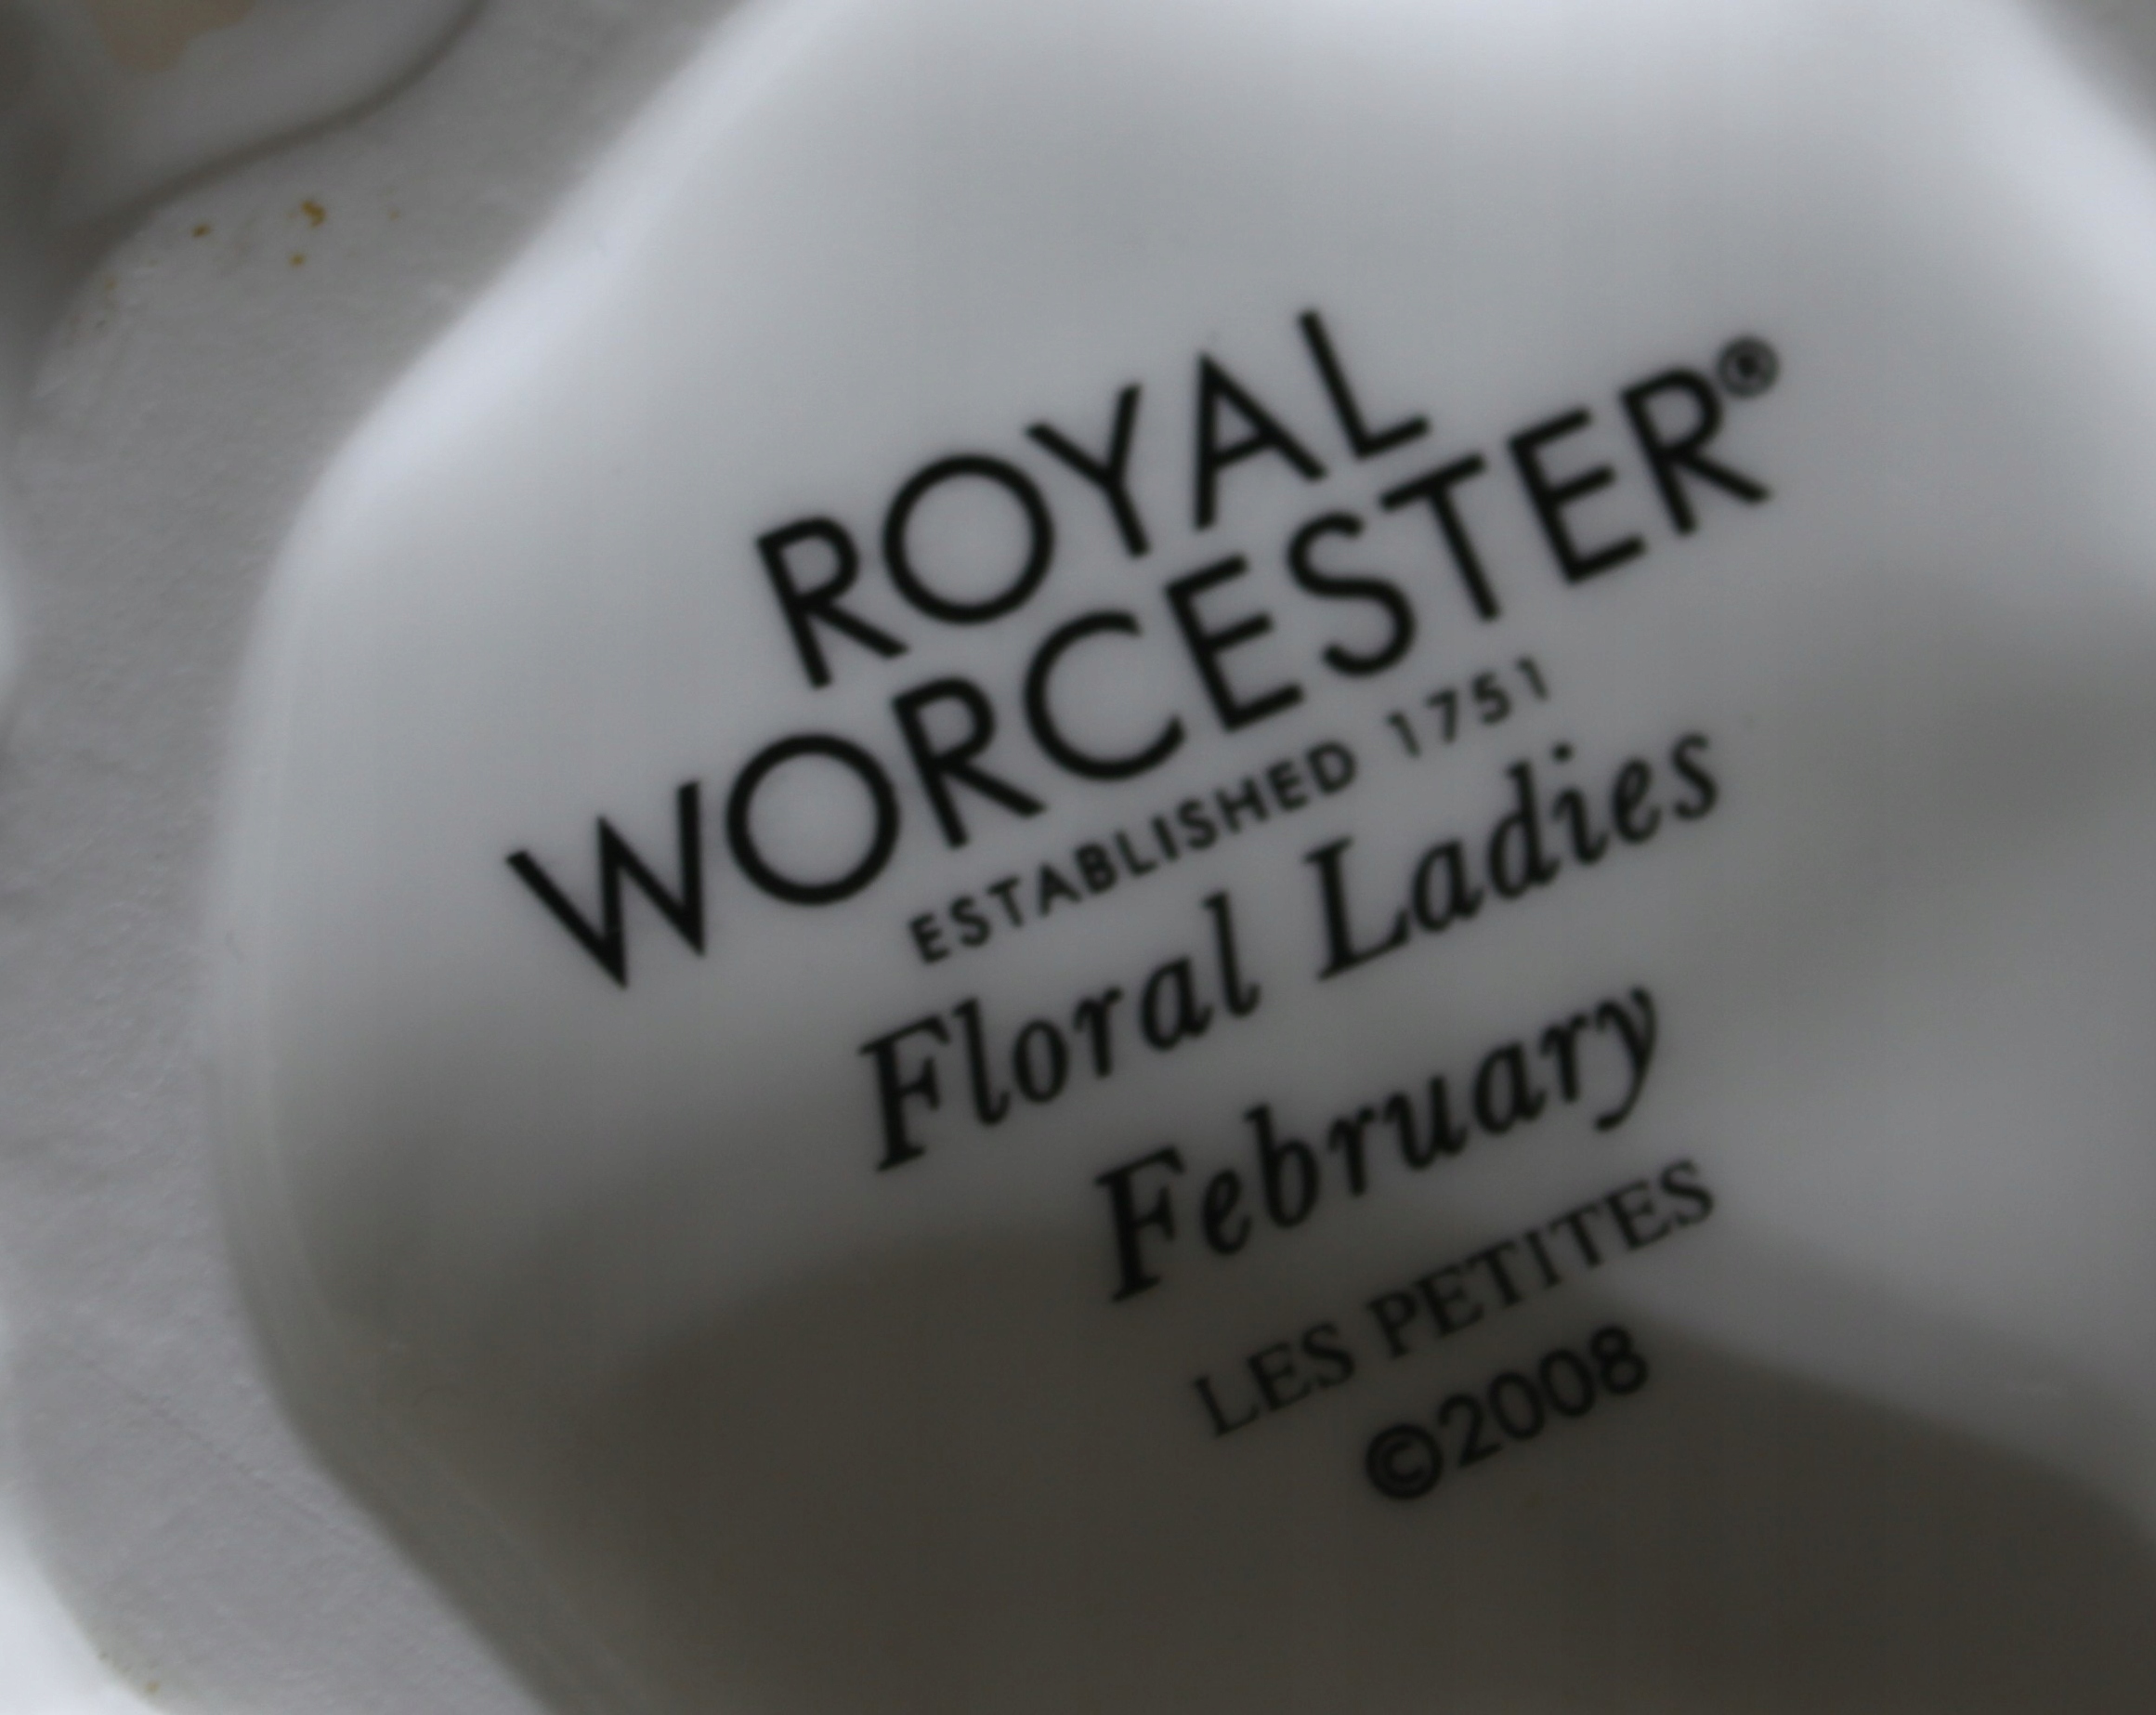 ROYAL
WORCESTER®
ESTABLISHED 1751
Floral Ladies
February
LES PETITES
©2008